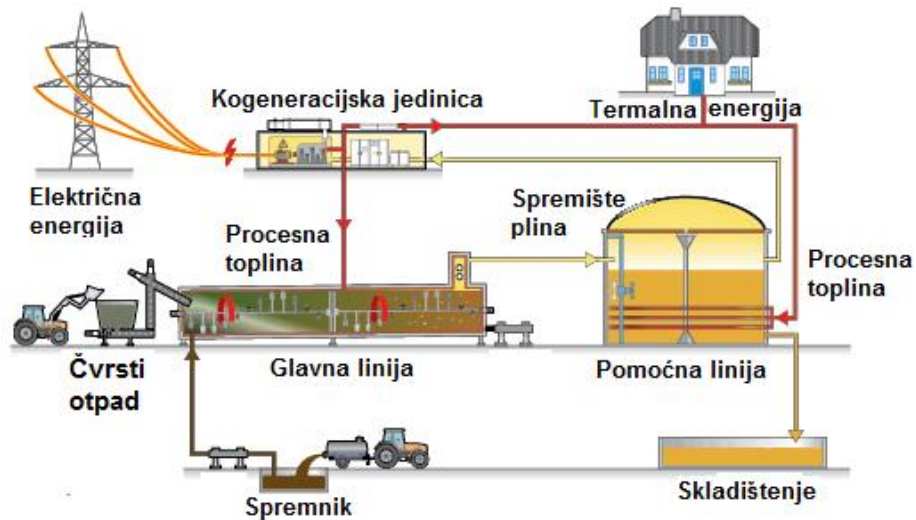 Kogeneracijska jedinica
Termalna energija
Električna
energija
Spremište
plina
Procesna
toplina
Procesna
toplina
Čvrsti
otpad
Glavna linija
Pomoćna linija
Spremnik
Skladištenje